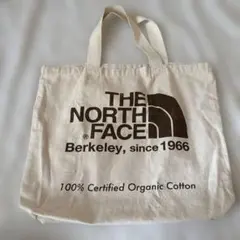 THE
NORTH
FACE
®
Berkeley, since 1966
100% Certified Organic Cotton